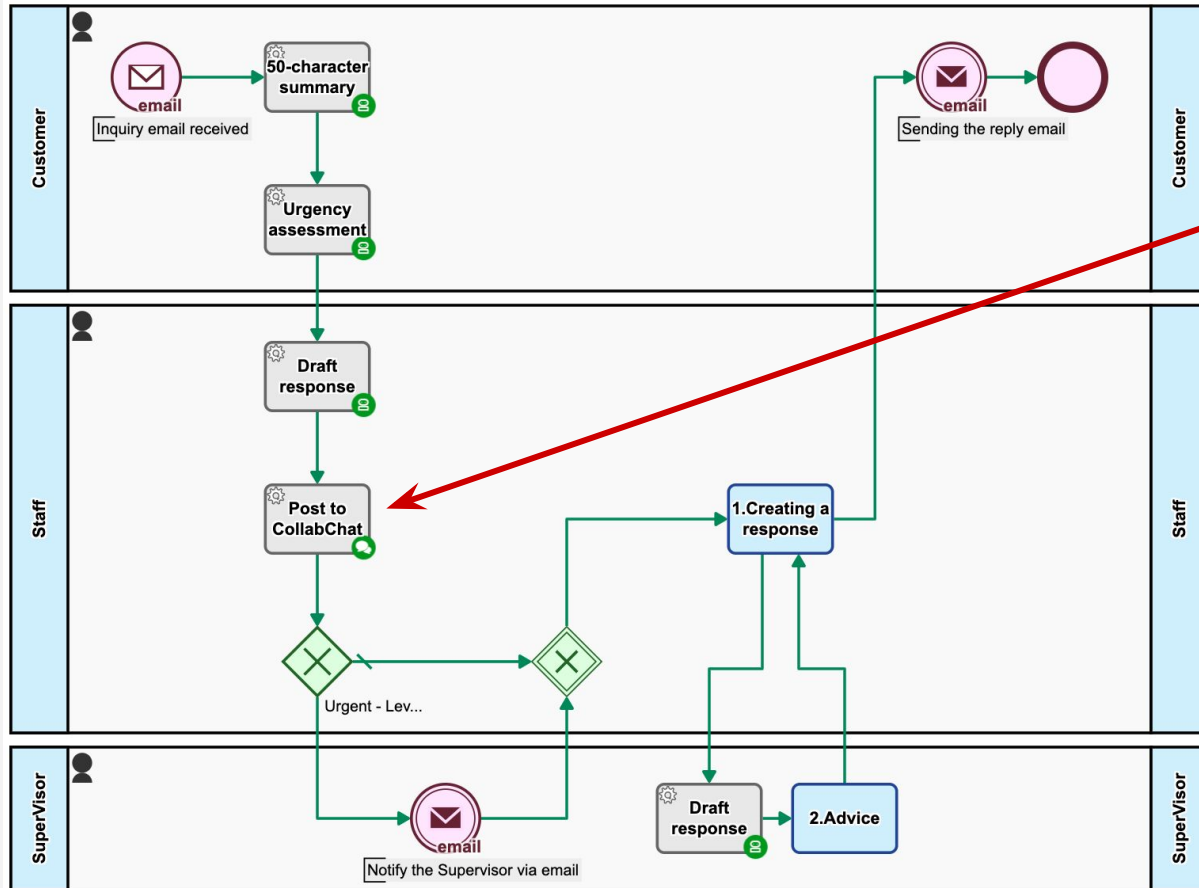 Customer
email
Inquiry email received
50-character
summary
Urgency
assessment
email
Sending the reply email
Customer
Staff
Draft
response
Post to
CollabChat
Urgent - Lev...
1.Creating a
response
Staff
SuperVisor
email
Notify the Supervisor via email
Draft
response
2.Advice
SuperVisor